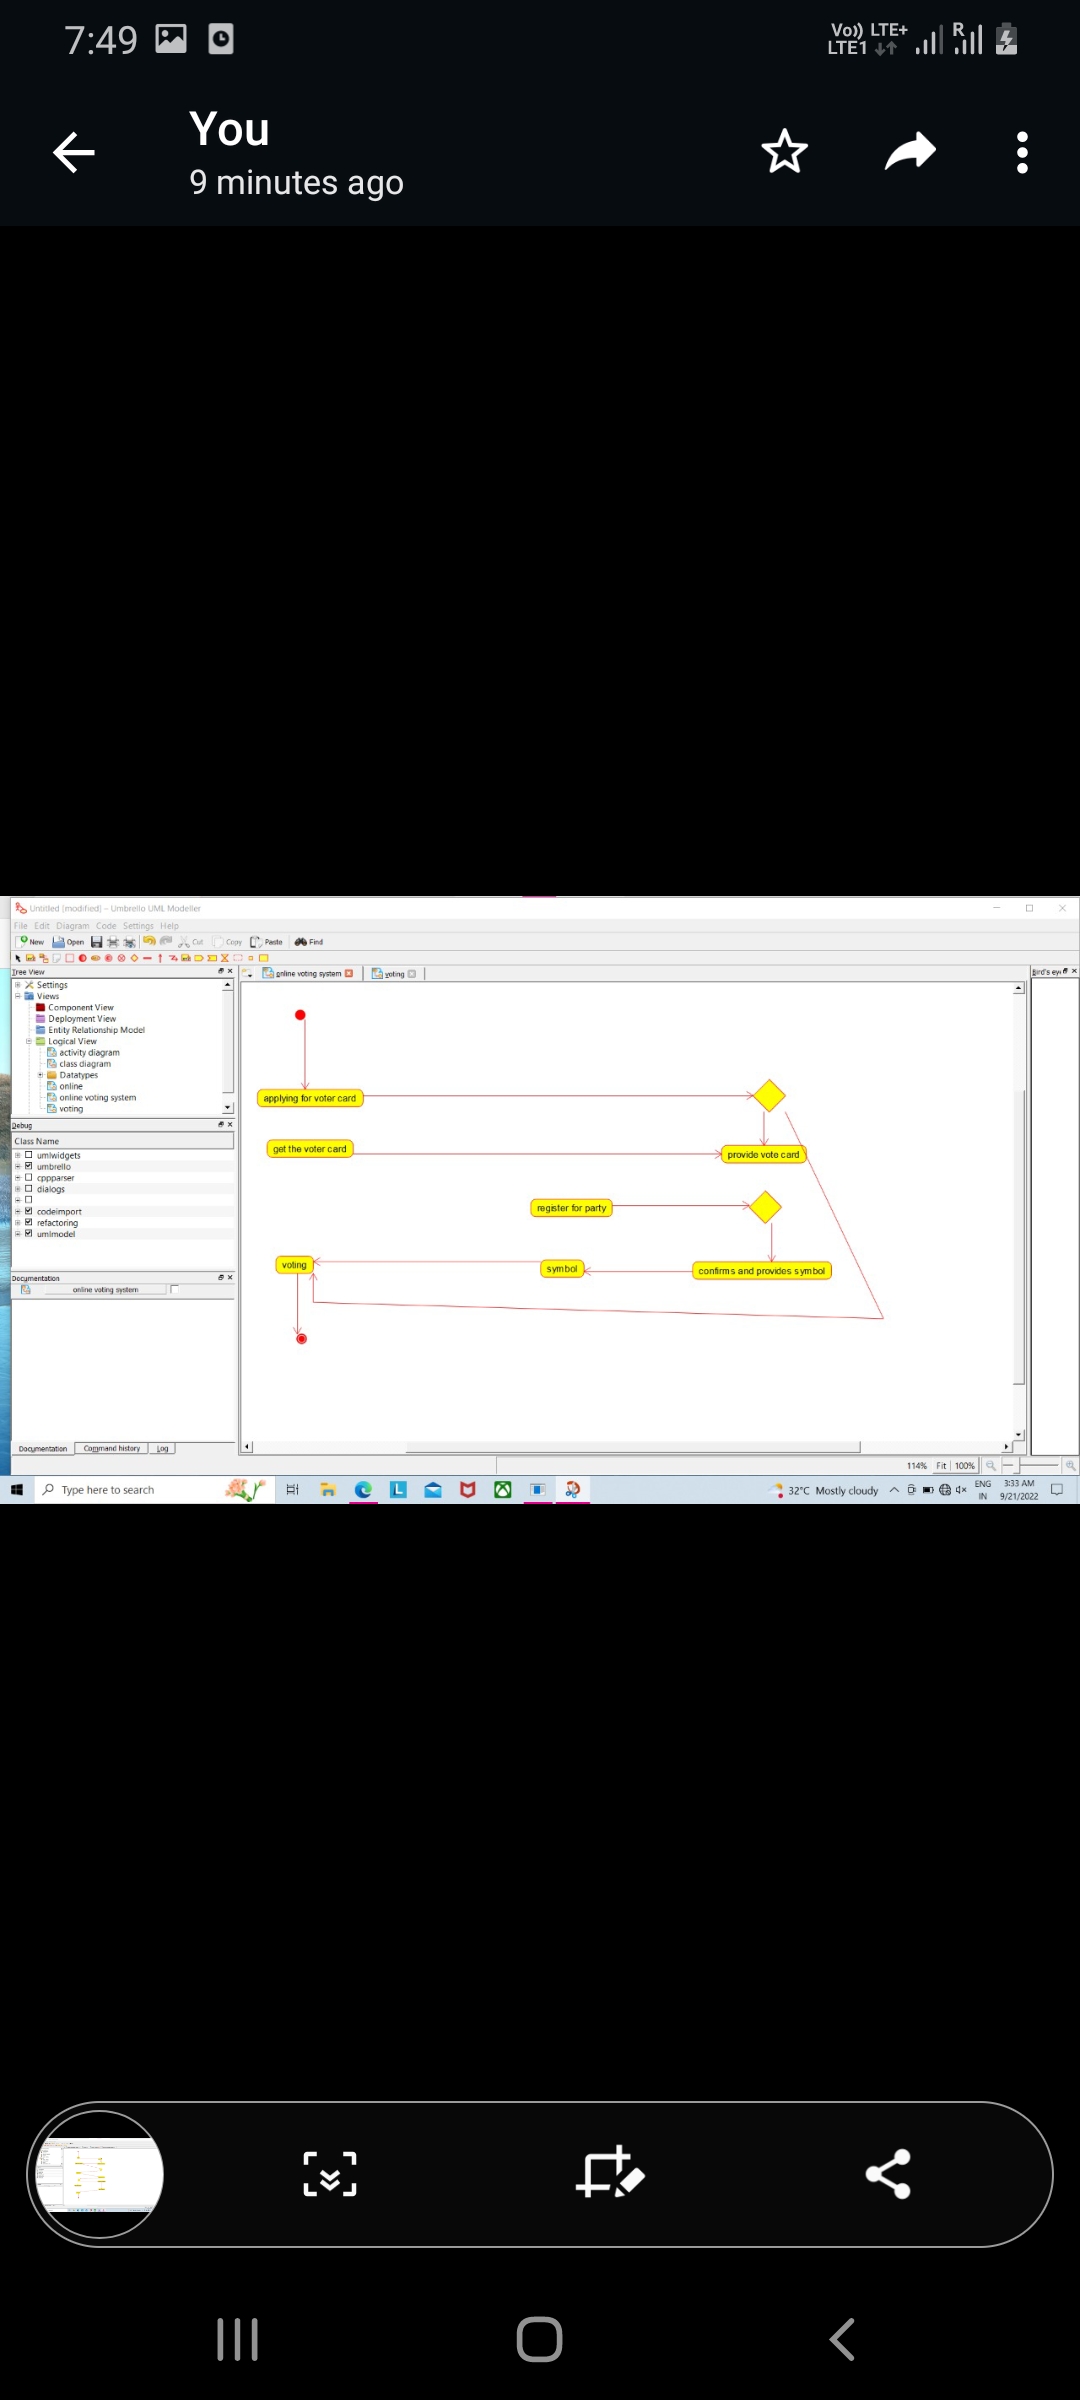 7:49
Vo)) LTE+
LTE1
R
You
9 minutes ago
Untitled [modified] – Umbrello UML Modeller
File Edit Diagram Code Settings Help
New Open Cut Copy Paste Find
Tree View
online voting system
voting
Bird's eye
Settings
Views
Component View
Deployment View
Entity Relationship Model
Logical View
activity diagram
class diagram
Datatypes
online
online voting system
voting
Debug
Class Name
umlwidgets
umbrello
cppparser
dialogs
codeimport
refactoring
umlmodel
Documentation
online voting system
Documentation Command history Log
applying for voter card
get the voter card
provide vote card
register for party
voting
symbol
confirms and provides symbol
114% Fit 100%
Type here to search
L
32°C Mostly cloudy
ENG
IN
3:33 AM
9/21/2022